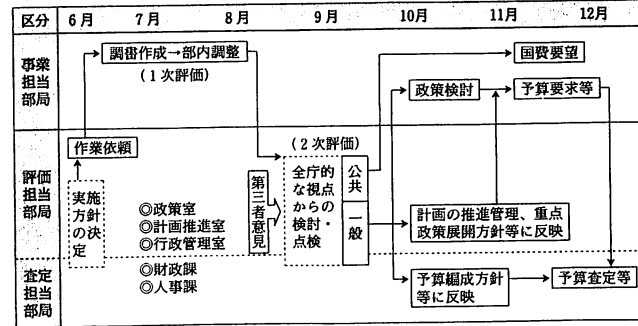 区分 6月 7月 8月 9月 10月 11月 12月
事業
担当
部局
調書作成→部内調整
(1次評価)
国費要望
政策検討
予算要求等
評価
担当
部局
作業依頼
実施
方針
の決
定
◎政策室
◎計画推進室
◎行政管理室
第三者意見
(2次評価)
全庁的
な視点
からの
検討・
点検
公共
一般
計画の推進管理、重点
政策展開方針等に反映
査定
担当
部局
◎財政課
◎人事課
予算編成方針
等に反映
予算査定等